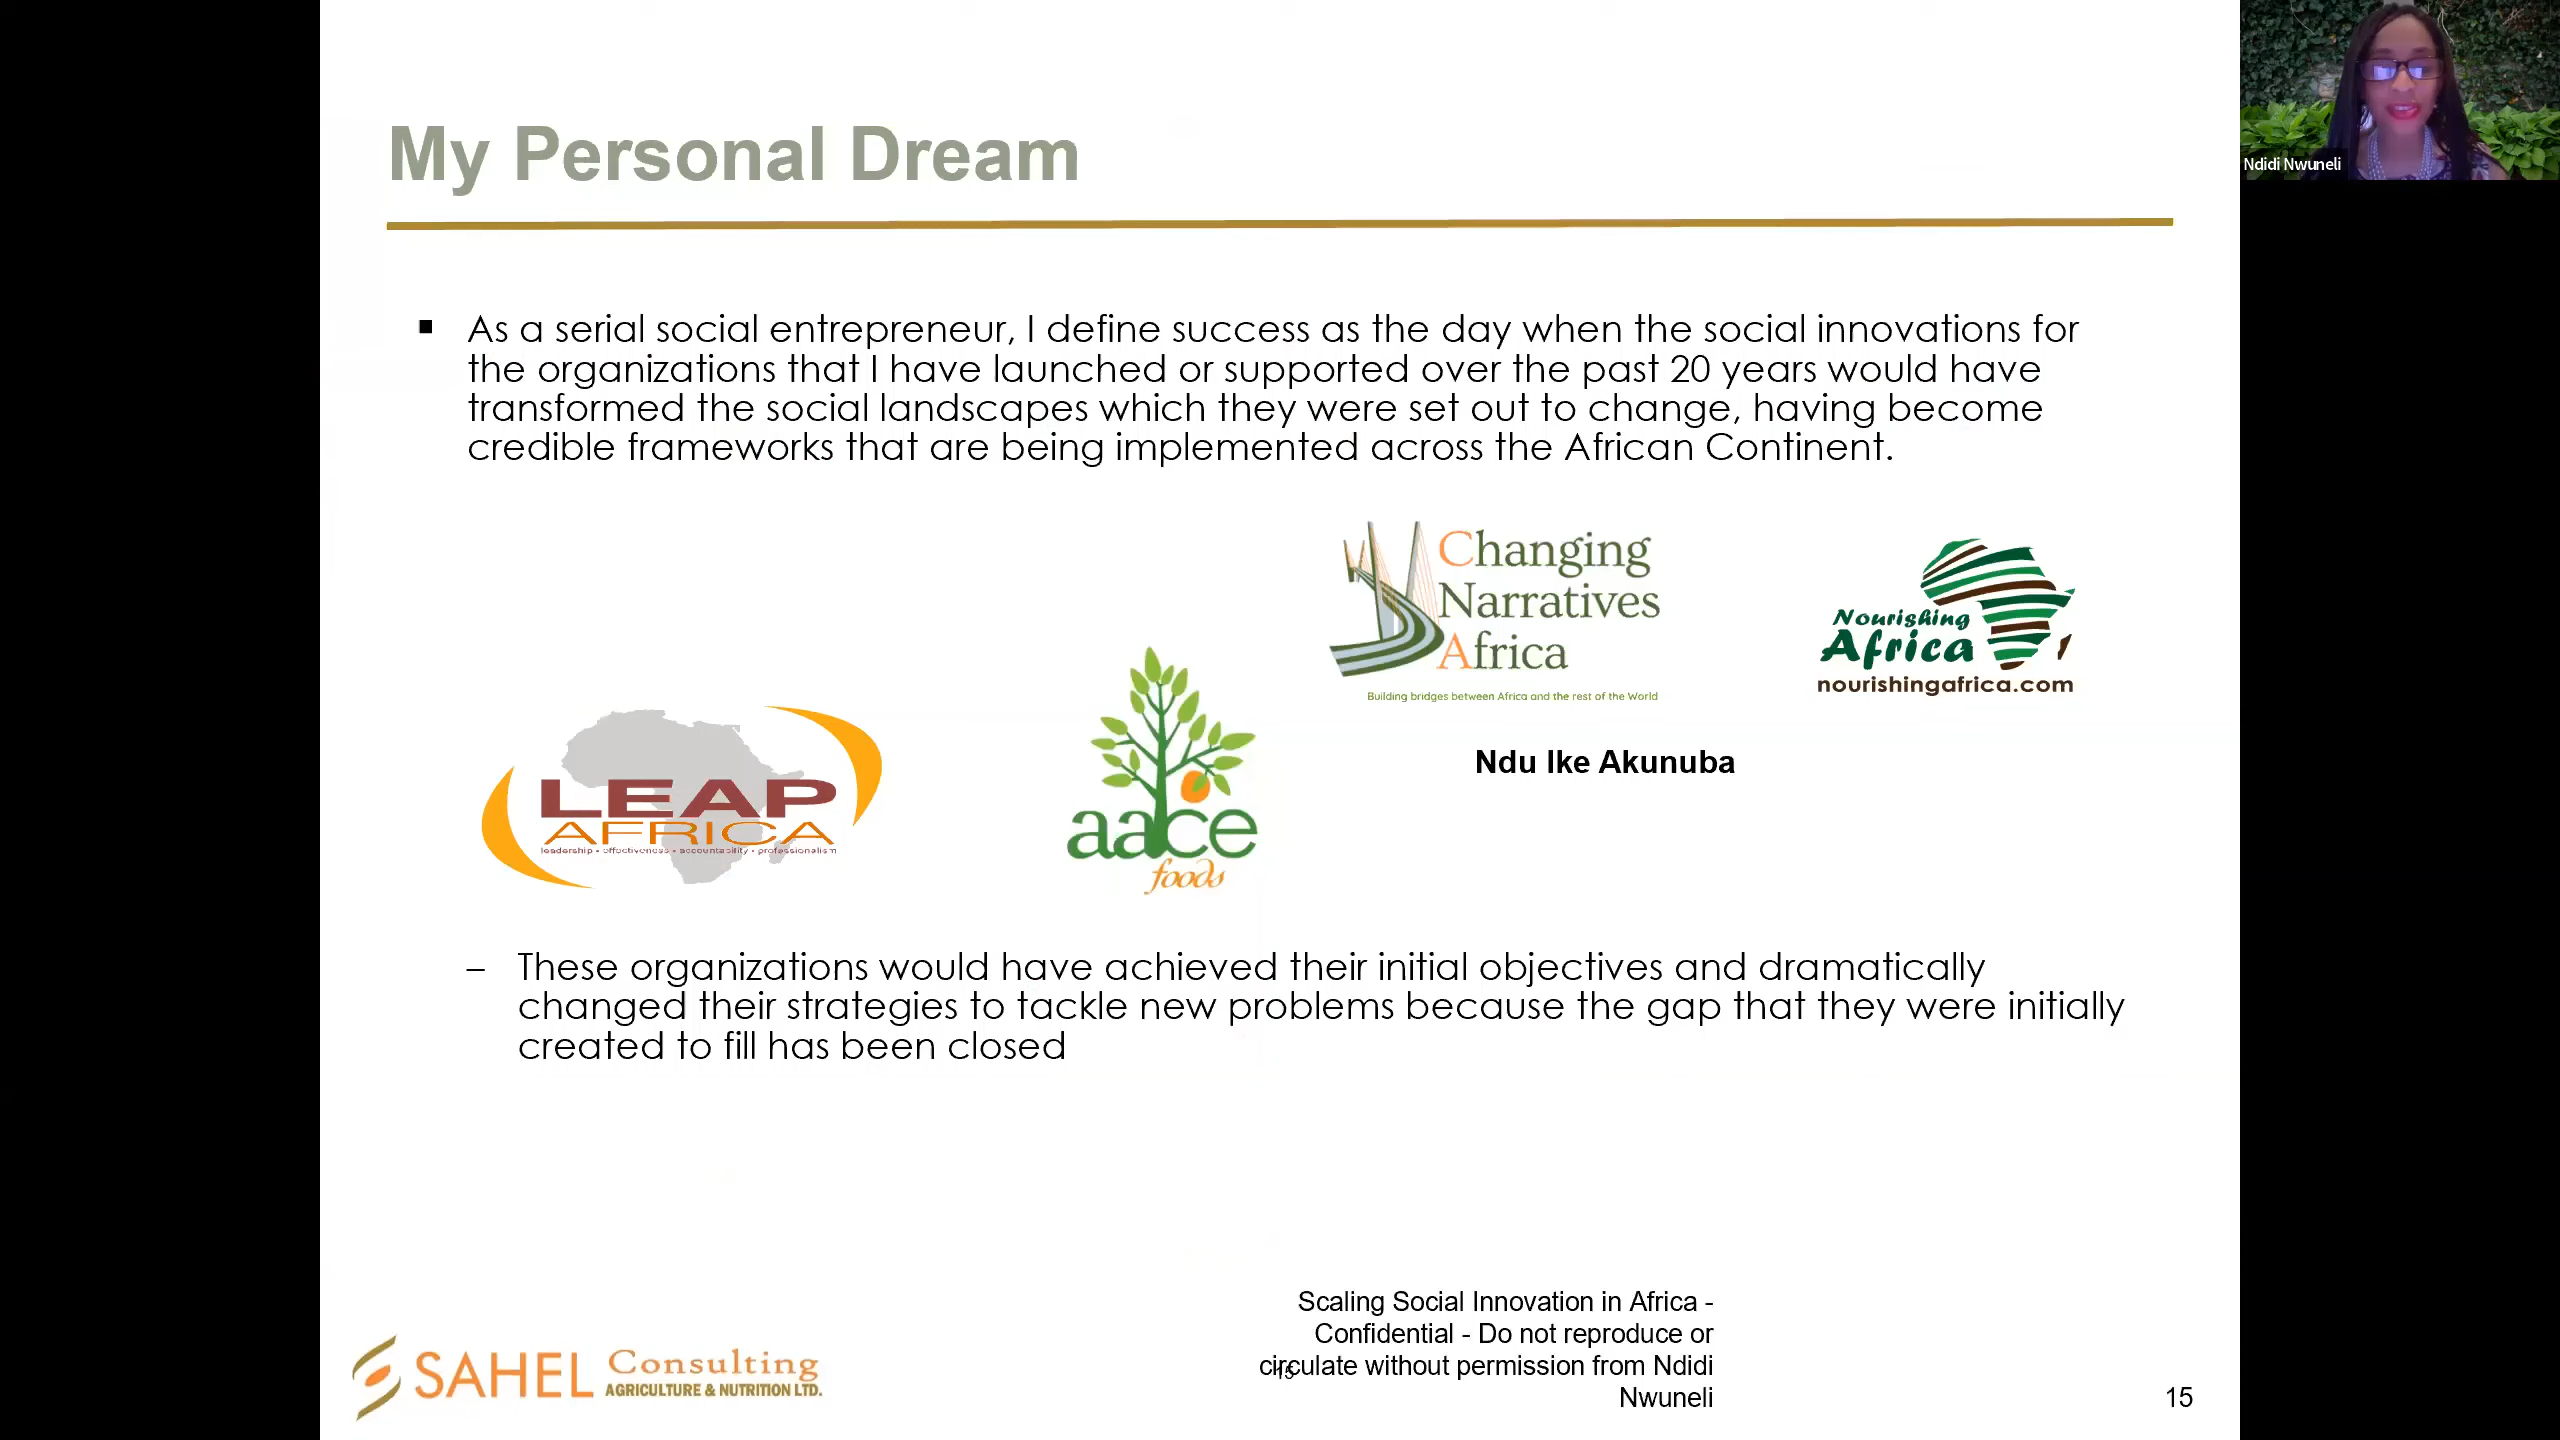 Ndidi Nwuneli
My Personal Dream
▪ As a serial social entrepreneur, I define success as the day when the social innovations for
the organizations that I have launched or supported over the past 20 years would have
transformed the social landscapes which they were set out to change, having become
credible frameworks that are being implemented across the African Continent.
Changing
Narratives
Africa
Building bridges between Africa and the rest of the World
Nourishing
Africa
nourishingafrica.com
Ndu Ike Akunuba
LEAP
AFRICA
leadership • effectiveness • accountability • professionalism
aace
foods
– These organizations would have achieved their initial objectives and dramatically
changed their strategies to tackle new problems because the gap that they were initially
created to fill has been closed
SAHEL Consulting
AGRICULTURE & NUTRITION LTD.
Scaling Social Innovation in Africa -
Confidential - Do not reproduce or
circulate without permission from Ndidi
Nwuneli
15
15